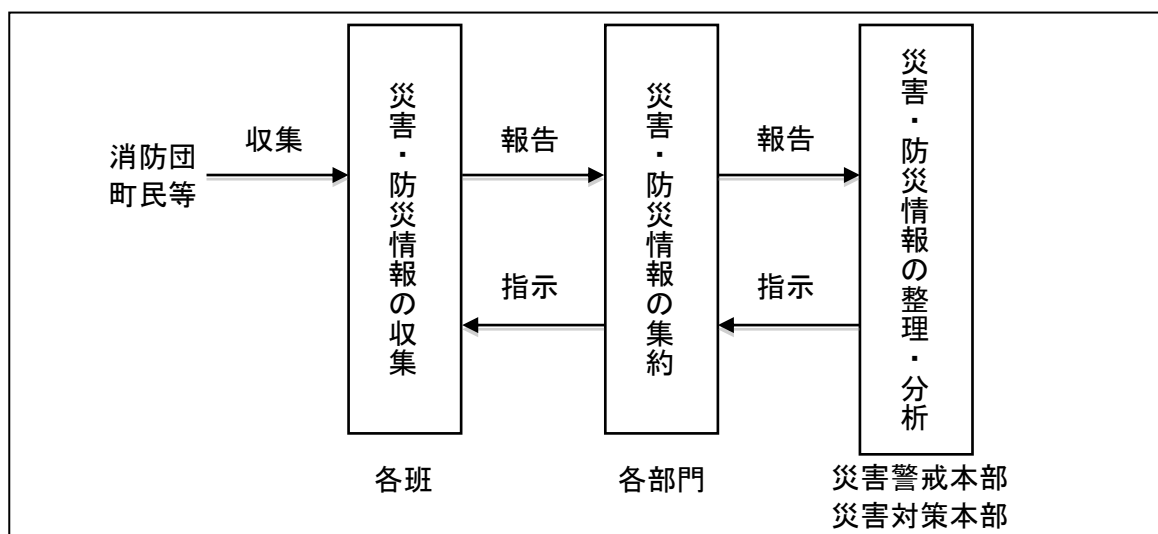 消防団
町民等
収集
災害・防災情報の収集
各班
報告
指示
災害・防災情報の集約
各部門
報告
指示
災害・防災情報の整理・分析
災害警戒本部
災害対策本部